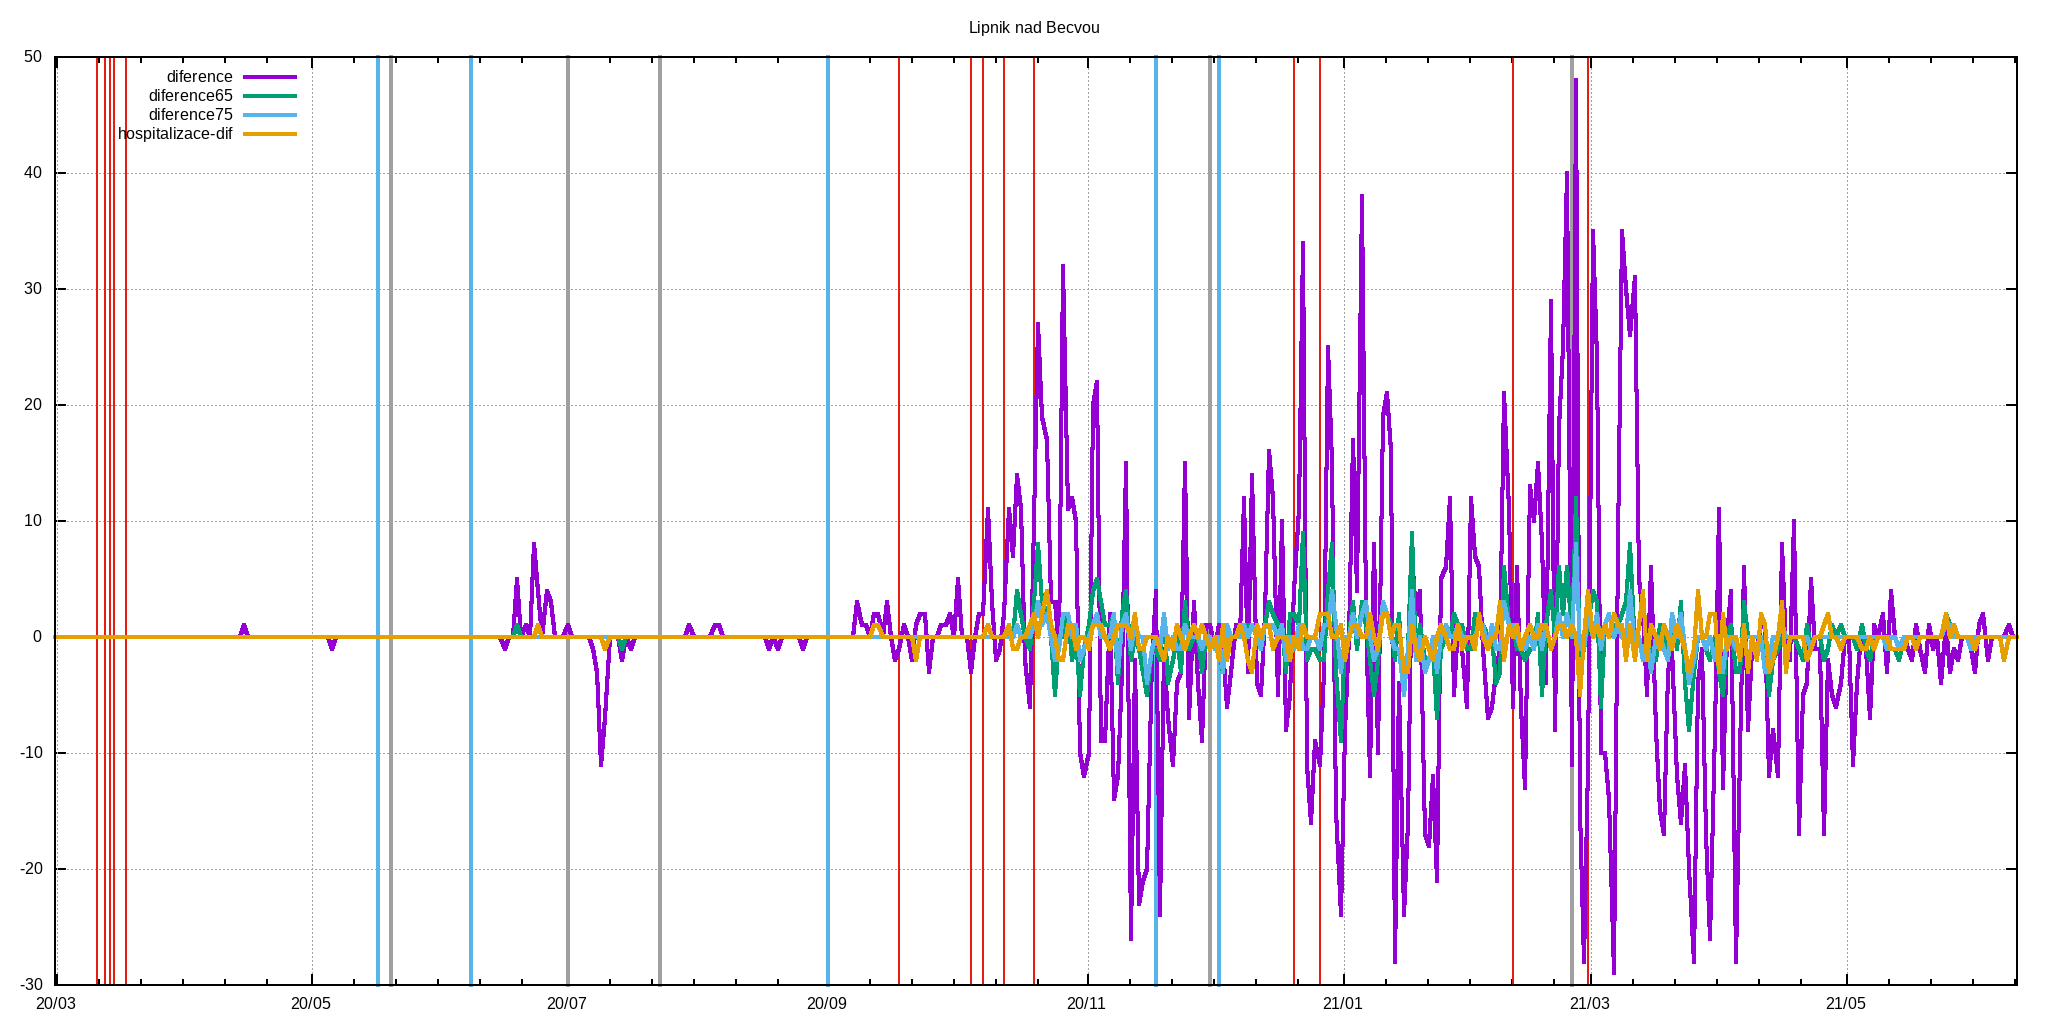 Lipnik nad Becvou
50
diference
diference65
diference75
hospitalizace-dif
40
30
20
10
0
-10
-20
-30
20/03 20/05 20/07 20/09 20/11 21/01 21/03 21/05